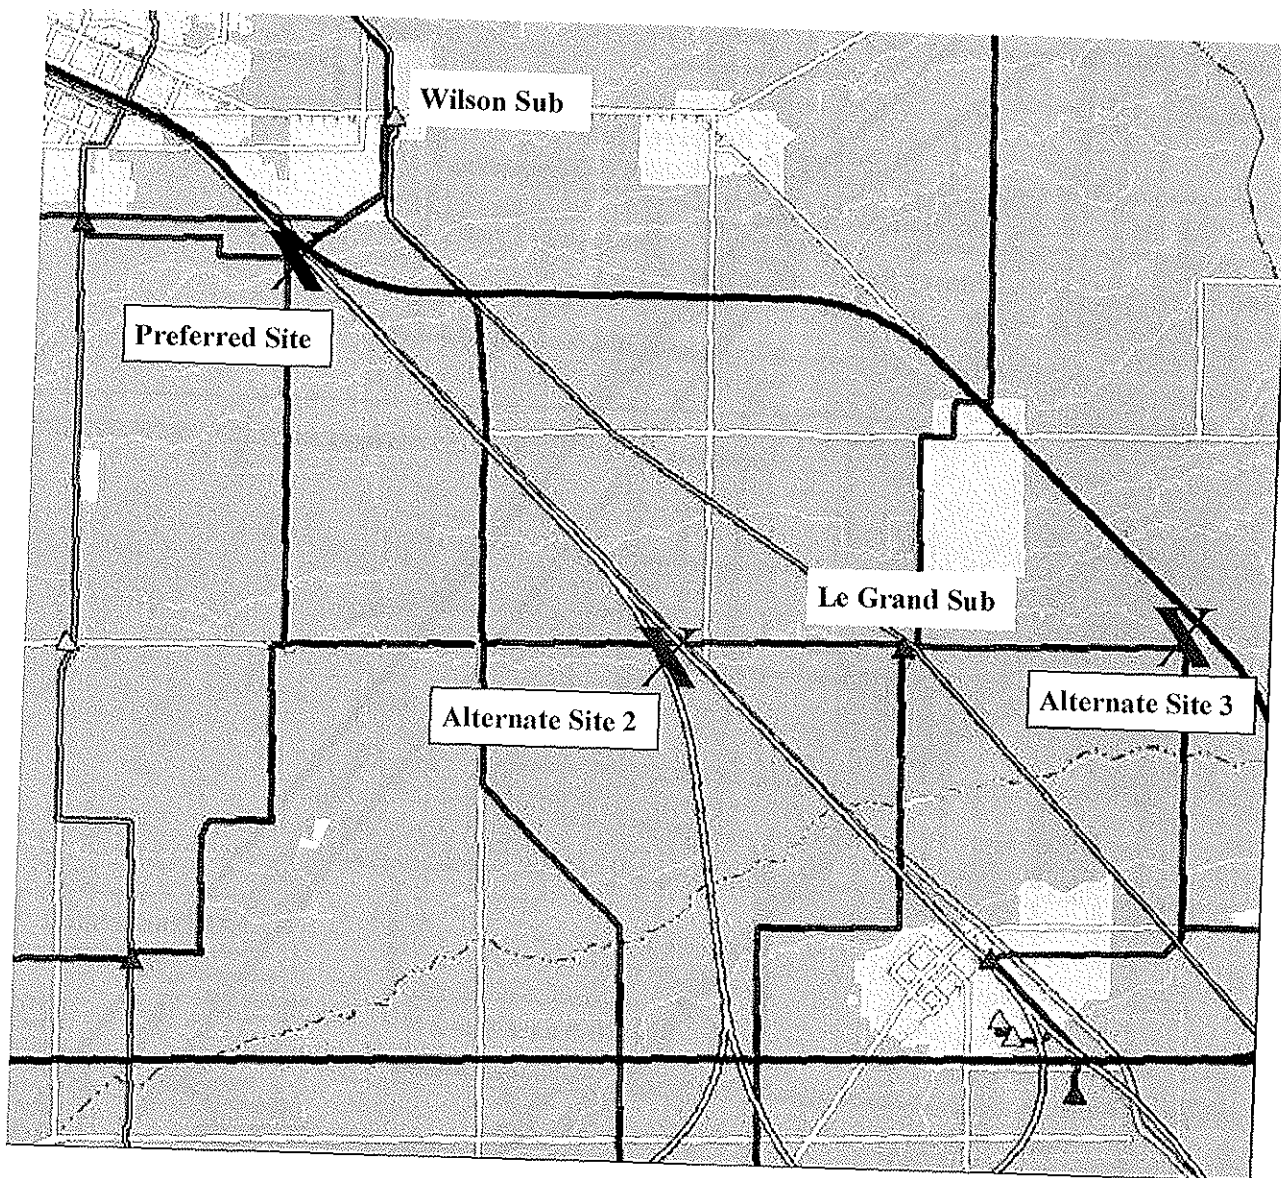 Wilson Sub
Preferred Site
Le Grand Sub
Alternate Site 2
Alternate Site 3